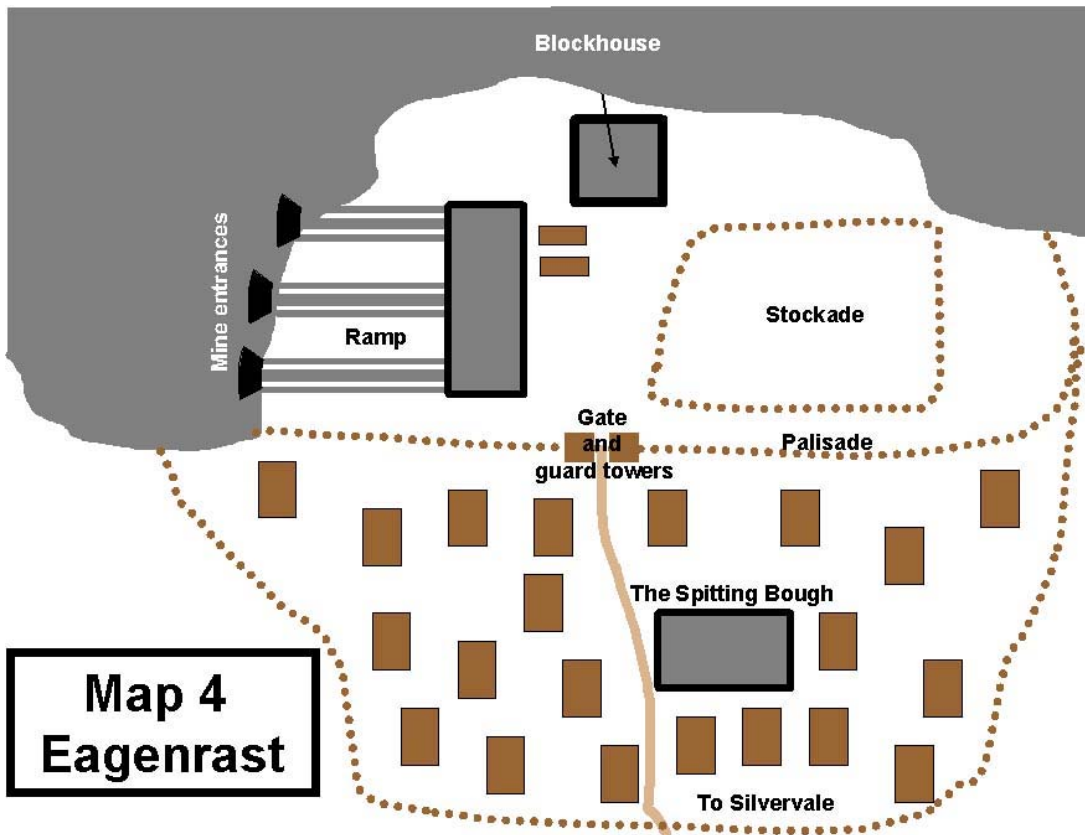 Blockhouse
Mine entrances
Stockade
Ramp
Gate
and
guard towers
Palisade
The Spitting Bough
Map 4
Eagenrast
To Silvervale